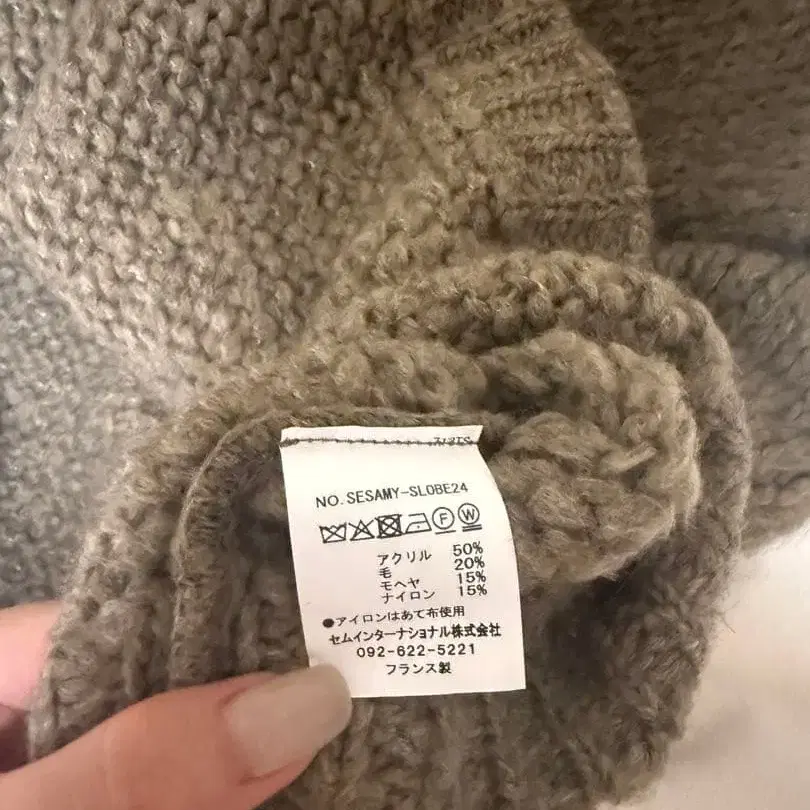 NO.SESAMY-SLOBE24
F W
アクリル 50%
毛 20%
モヘヤ 15%
ナイロン 15%
●アイロンはあて布使用
セムインターナショナル株式会社
092-622-5221
フランス製